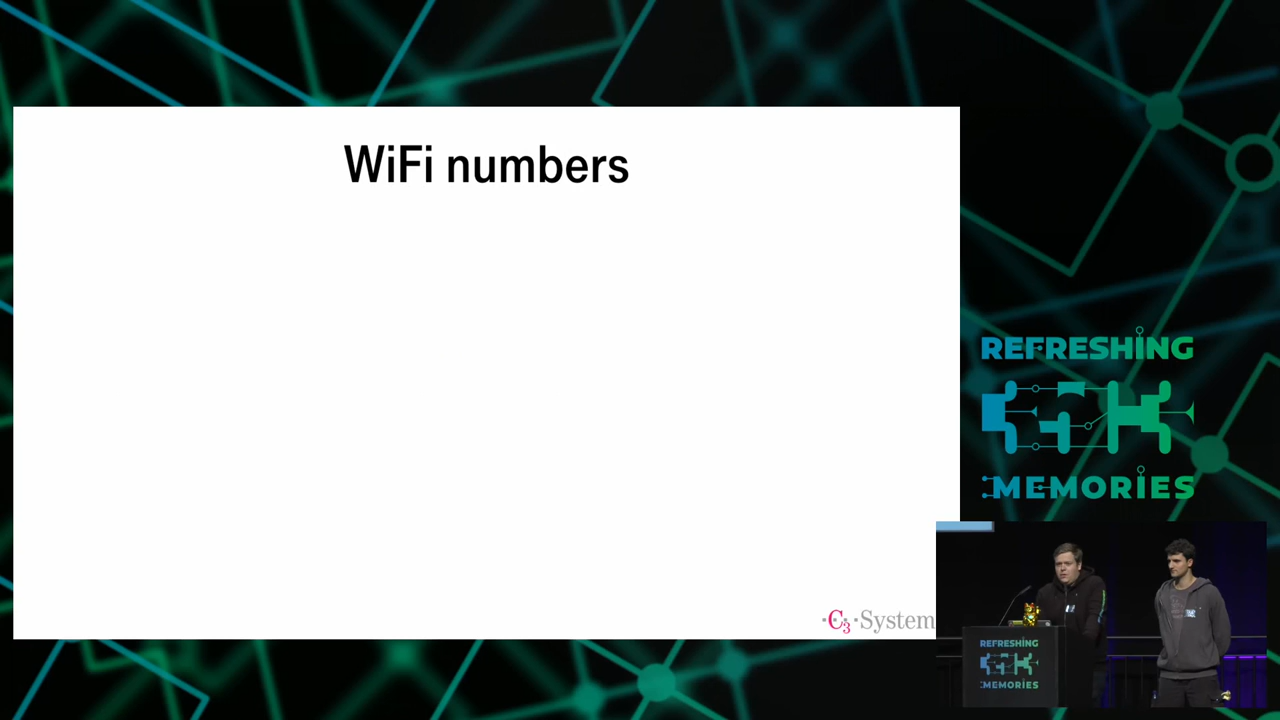 WiFi numbers
·C3·System
REFRESHING
MEMORIES
REFRESHING
MEMORIES